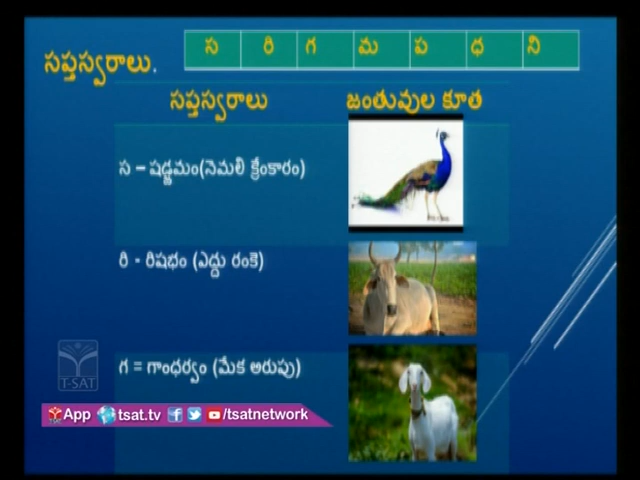 సప్తస్వరాలు.
స రి గ మ ప ధ ని
సప్తస్వరాలు జంతువుల కూత
స – షడ్జమం(నెమలి క్రేంకారం)
రి - రిషభం (ఎద్దు రంకె)
గ = గాంధర్వం (మేక అరుపు)
T-SAT
App tsat.tv /tsatnetwork